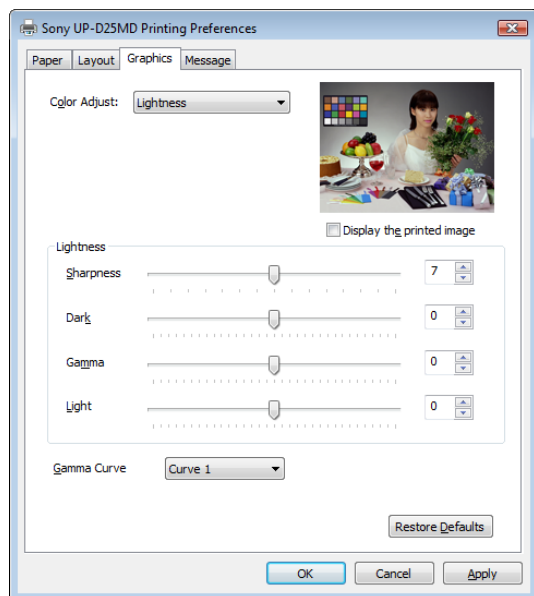 Sony UP-D25MD Printing Preferences
Paper Layout Graphics Message
Color Adjust: Lightness
Display the printed image
Lightness
Sharpness 7
Dark 0
Gamma 0
Light 0
Gamma Curve Curve 1
Restore Defaults
OK Cancel Apply